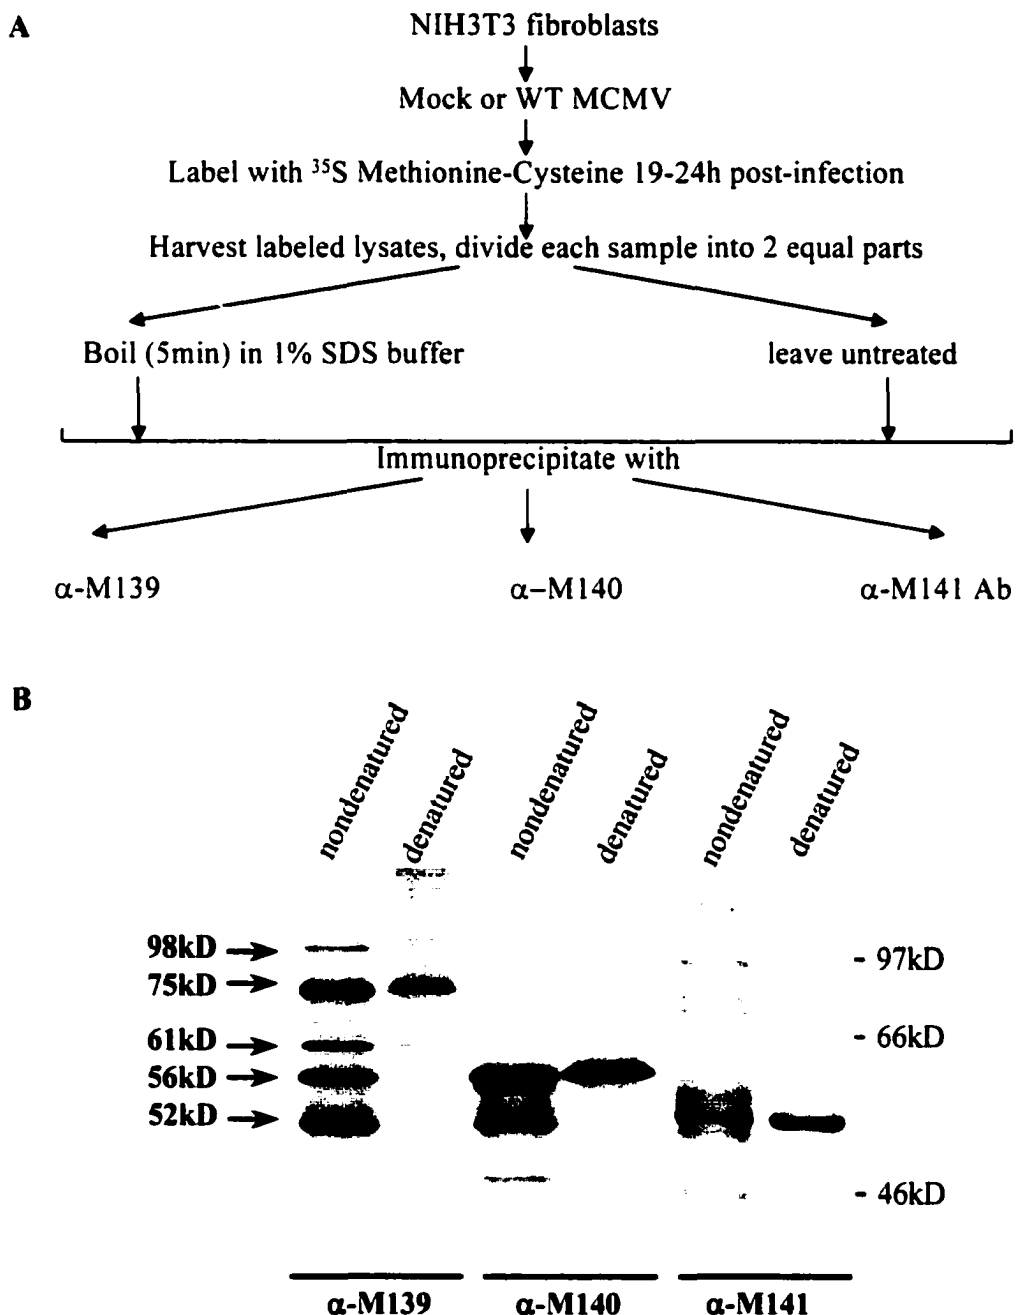 A
NIH3T3 fibroblasts
Mock or WT MCMV
Label with ³⁵S Methionine-Cysteine 19-24h post-infection
Harvest labeled lysates, divide each sample into 2 equal parts
Boil (5min) in 1% SDS buffer
leave untreated
Immunoprecipitate with
α-M139
α–M140
α-M141 Ab
B
nondenatured
denatured
nondenatured
denatured
nondenatured
denatured
98kD
75kD
61kD
56kD
52kD
- 97kD
- 66kD
- 46kD
α-M139
α-M140
α-M141